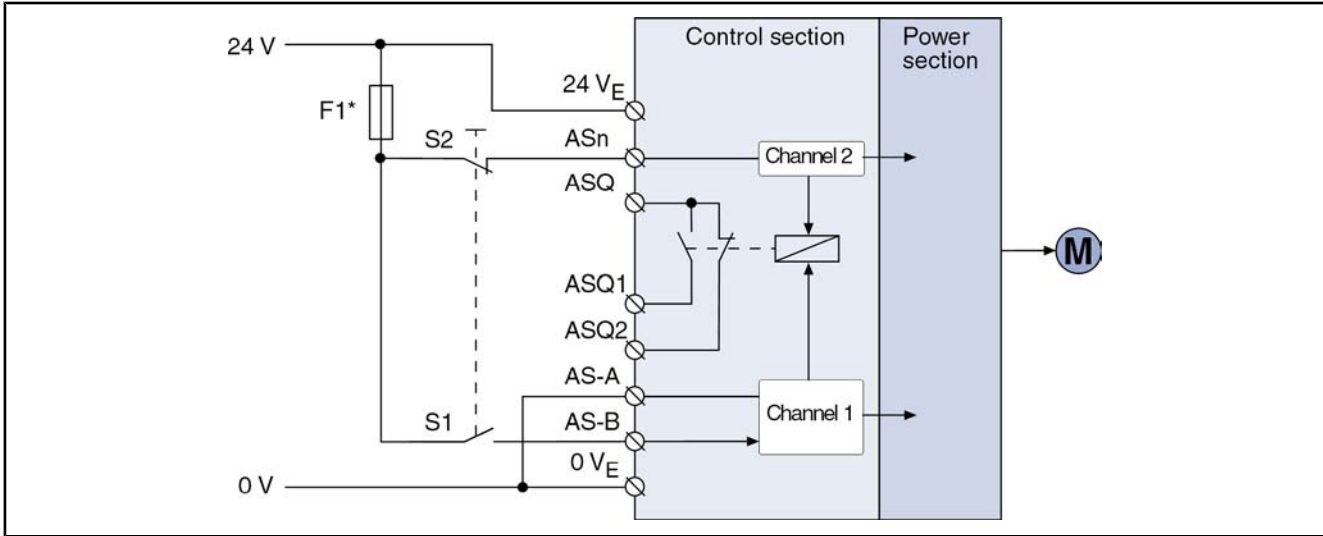 Control section
Power section
24 V
24 VE
F1*
S2
ASn
Channel 2
ASQ
M
ASQ1
ASQ2
AS-A
Channel 1
S1
AS-B
0 VE
0 V